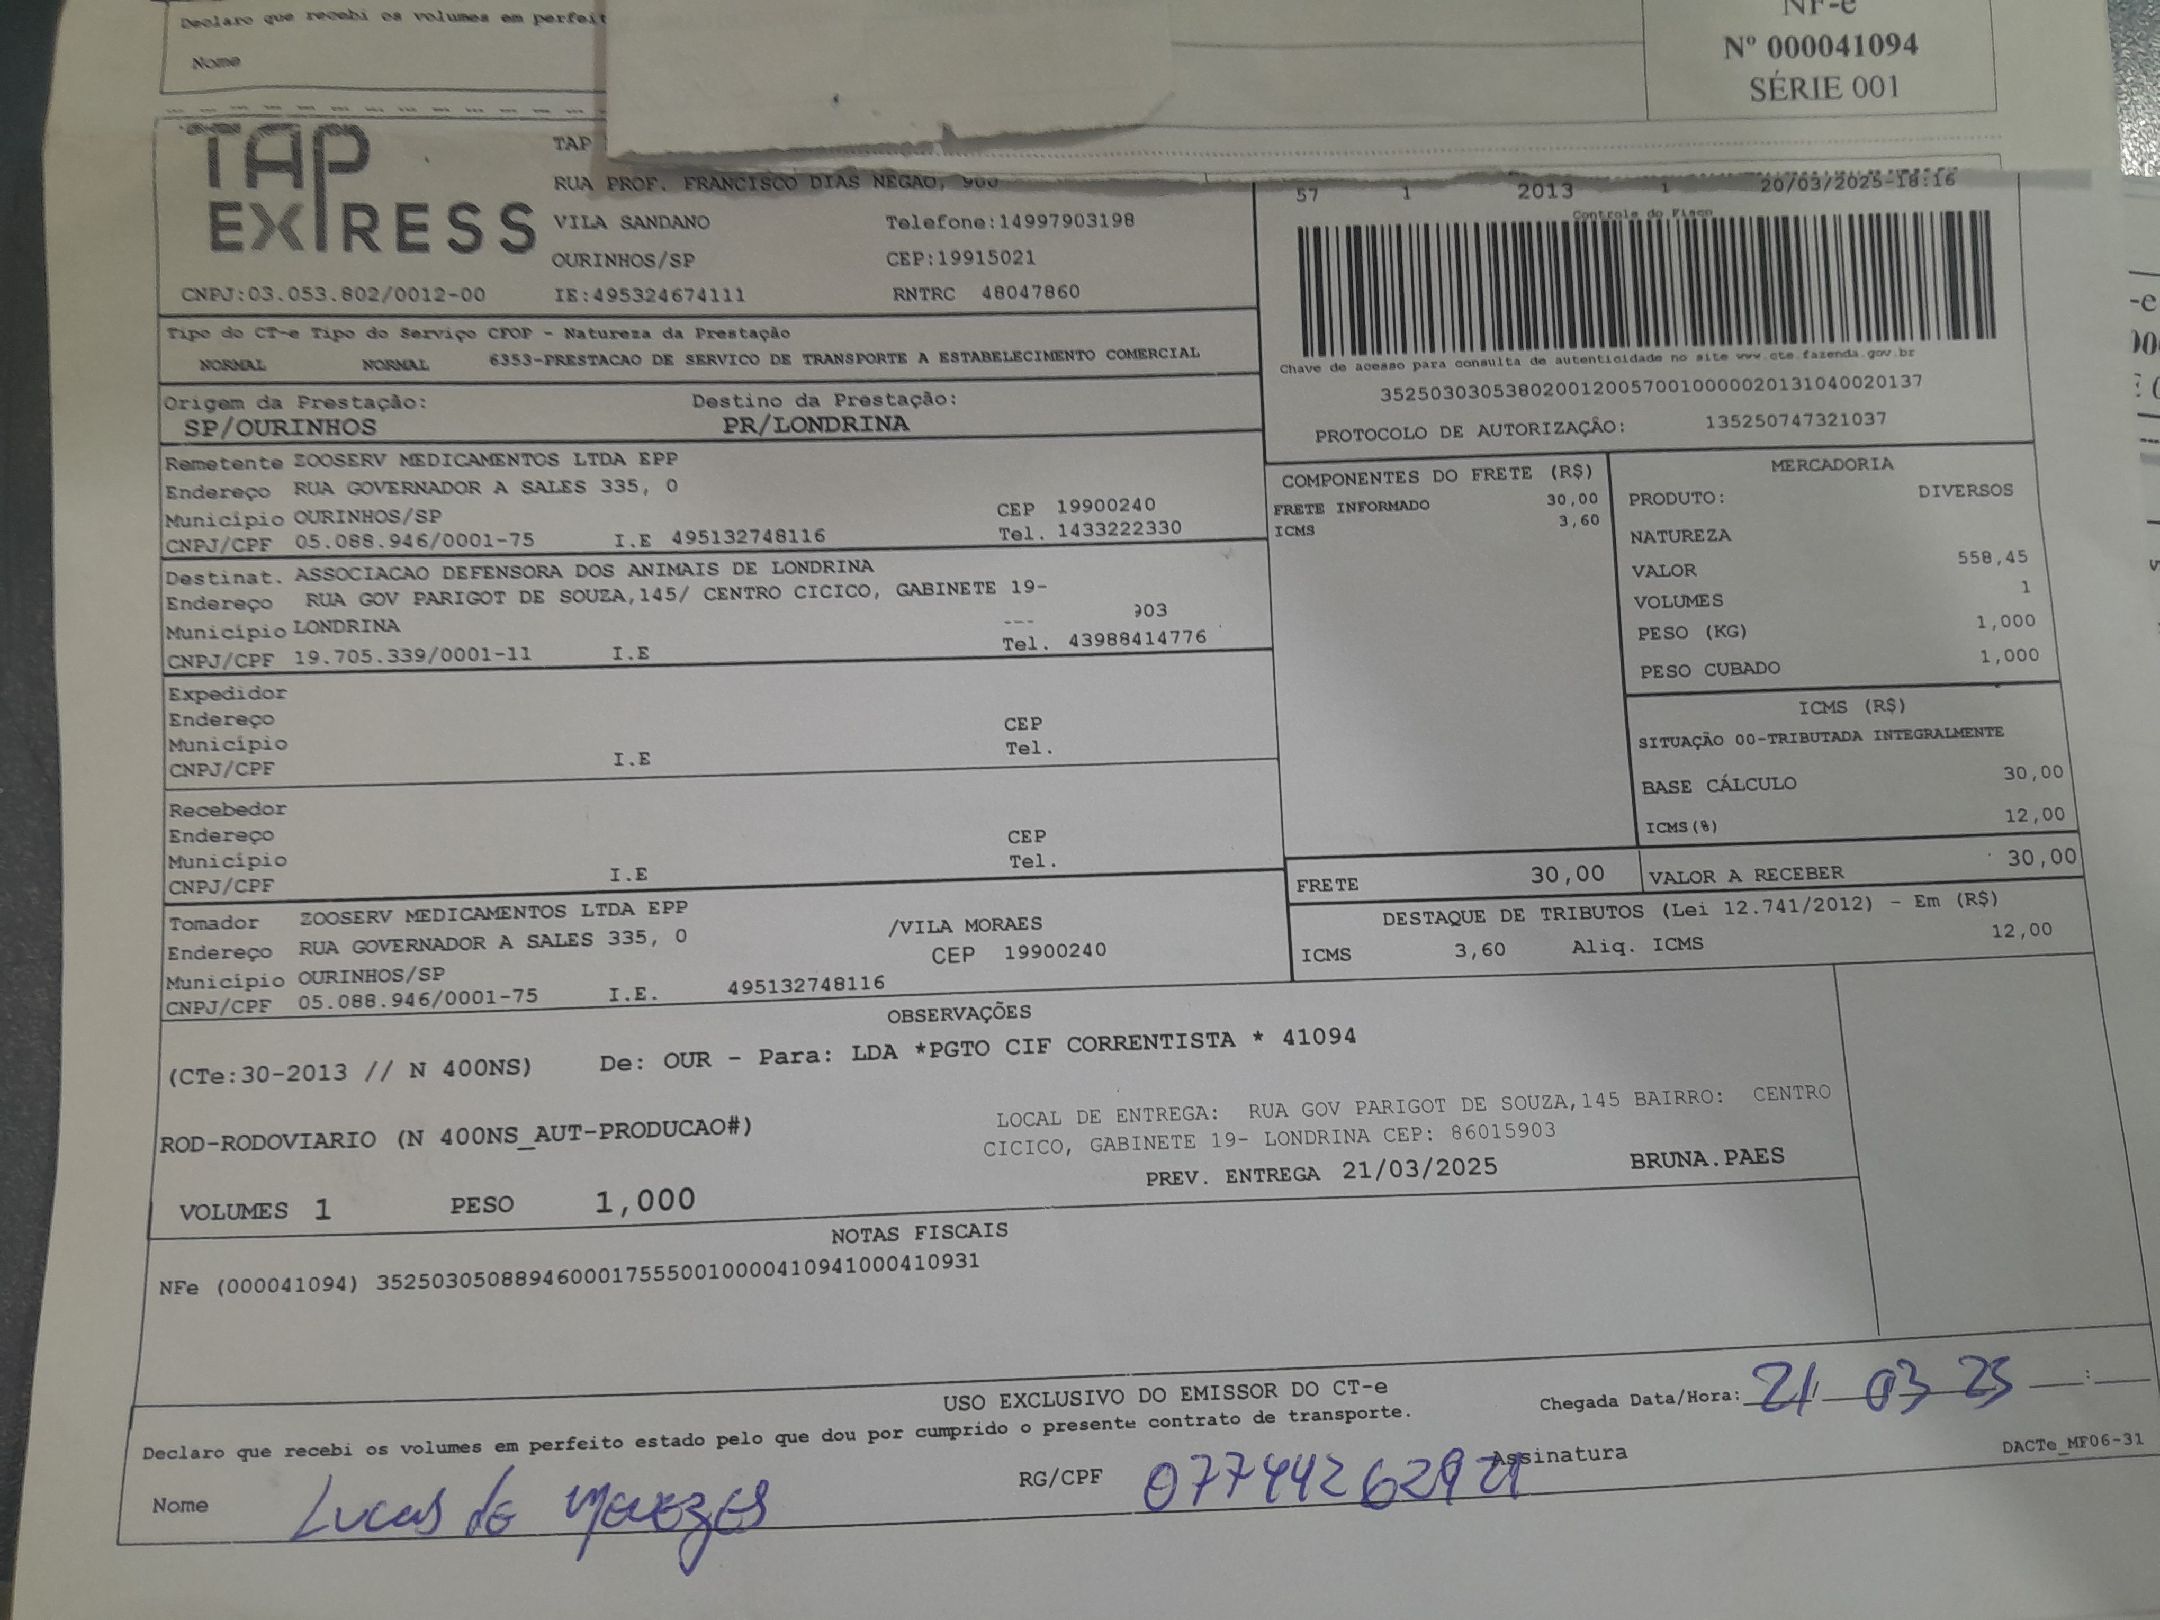 Declaro que recebi os volumes em perfeit
Nome
NF-e
Nº 000041094
SÉRIE 001
TAP EXPRESS
TAP
RUA PROF. FRANCISCO DIAS NEGAO, 900
VILA SANDANO Telefone:14997903198
OURINHOS/SP CEP:19915021
CNPJ:03.053.802/0012-00 IE:495324674111 RNTRC 48047860
57 1 2013 1 20/03/2025-18:16
Controle do Fisco
Chave de acesso para consulta de autenticidade no site www.cte.fazenda.gov.br
35250303053802001200570010000020131040020137
PROTOCOLO DE AUTORIZAÇÃO: 135250747321037
Tipo do CT-e Tipo do Serviço CFOP - Natureza da Prestação
NORMAL NORMAL 6353-PRESTACAO DE SERVICO DE TRANSPORTE A ESTABELECIMENTO COMERCIAL
Origem da Prestação: Destino da Prestação:
SP/OURINHOS PR/LONDRINA
Remetente ZOOSERV MEDICAMENTOS LTDA EPP
Endereço RUA GOVERNADOR A SALES 335, 0
Município OURINHOS/SP CEP 19900240
CNPJ/CPF 05.088.946/0001-75 I.E 495132748116 Tel. 1433222330
Destinat. ASSOCIACAO DEFENSORA DOS ANIMAIS DE LONDRINA
Endereço RUA GOV PARIGOT DE SOUZA,145/ CENTRO CICICO, GABINETE 19-
Município LONDRINA 903
CNPJ/CPF 19.705.339/0001-11 I.E Tel. 43988414776
Expedidor
Endereço CEP
Município Tel.
CNPJ/CPF I.E
Recebedor
Endereço CEP
Município Tel.
CNPJ/CPF I.E
Tomador ZOOSERV MEDICAMENTOS LTDA EPP
Endereço RUA GOVERNADOR A SALES 335, 0 /VILA MORAES
Município OURINHOS/SP CEP 19900240
CNPJ/CPF 05.088.946/0001-75 I.E. 495132748116
COMPONENTES DO FRETE (R$)
FRETE INFORMADO 30,00
ICMS 3,60
MERCADORIA
PRODUTO: DIVERSOS
NATUREZA
VALOR 558,45
VOLUMES 1
PESO (KG) 1,000
PESO CUBADO 1,000
ICMS (R$)
SITUAÇÃO 00-TRIBUTADA INTEGRALMENTE
BASE CÁLCULO 30,00
ICMS(%) 12,00
FRETE 30,00 VALOR A RECEBER 30,00
DESTAQUE DE TRIBUTOS (Lei 12.741/2012) - Em (R$)
ICMS 3,60 Aliq. ICMS 12,00
OBSERVAÇÕES
(CTe:30-2013 // N 400NS) De: OUR - Para: LDA *PGTO CIF CORRENTISTA * 41094
ROD-RODOVIARIO (N 400NS_AUT-PRODUCAO#)
LOCAL DE ENTREGA: RUA GOV PARIGOT DE SOUZA,145 BAIRRO: CENTRO
CICICO, GABINETE 19- LONDRINA CEP: 86015903
PREV. ENTREGA 21/03/2025 BRUNA.PAES
VOLUMES 1 PESO 1,000
NOTAS FISCAIS
NFe (000041094) 35250305088946000175550010000410941000410931
USO EXCLUSIVO DO EMISSOR DO CT-e
Chegada Data/Hora: 21 03 25 :
Declaro que recebi os volumes em perfeito estado pelo que dou por cumprido o presente contrato de transporte.
DACTe_MF06-31
Nome Lucas de Menezes RG/CPF Assinatura